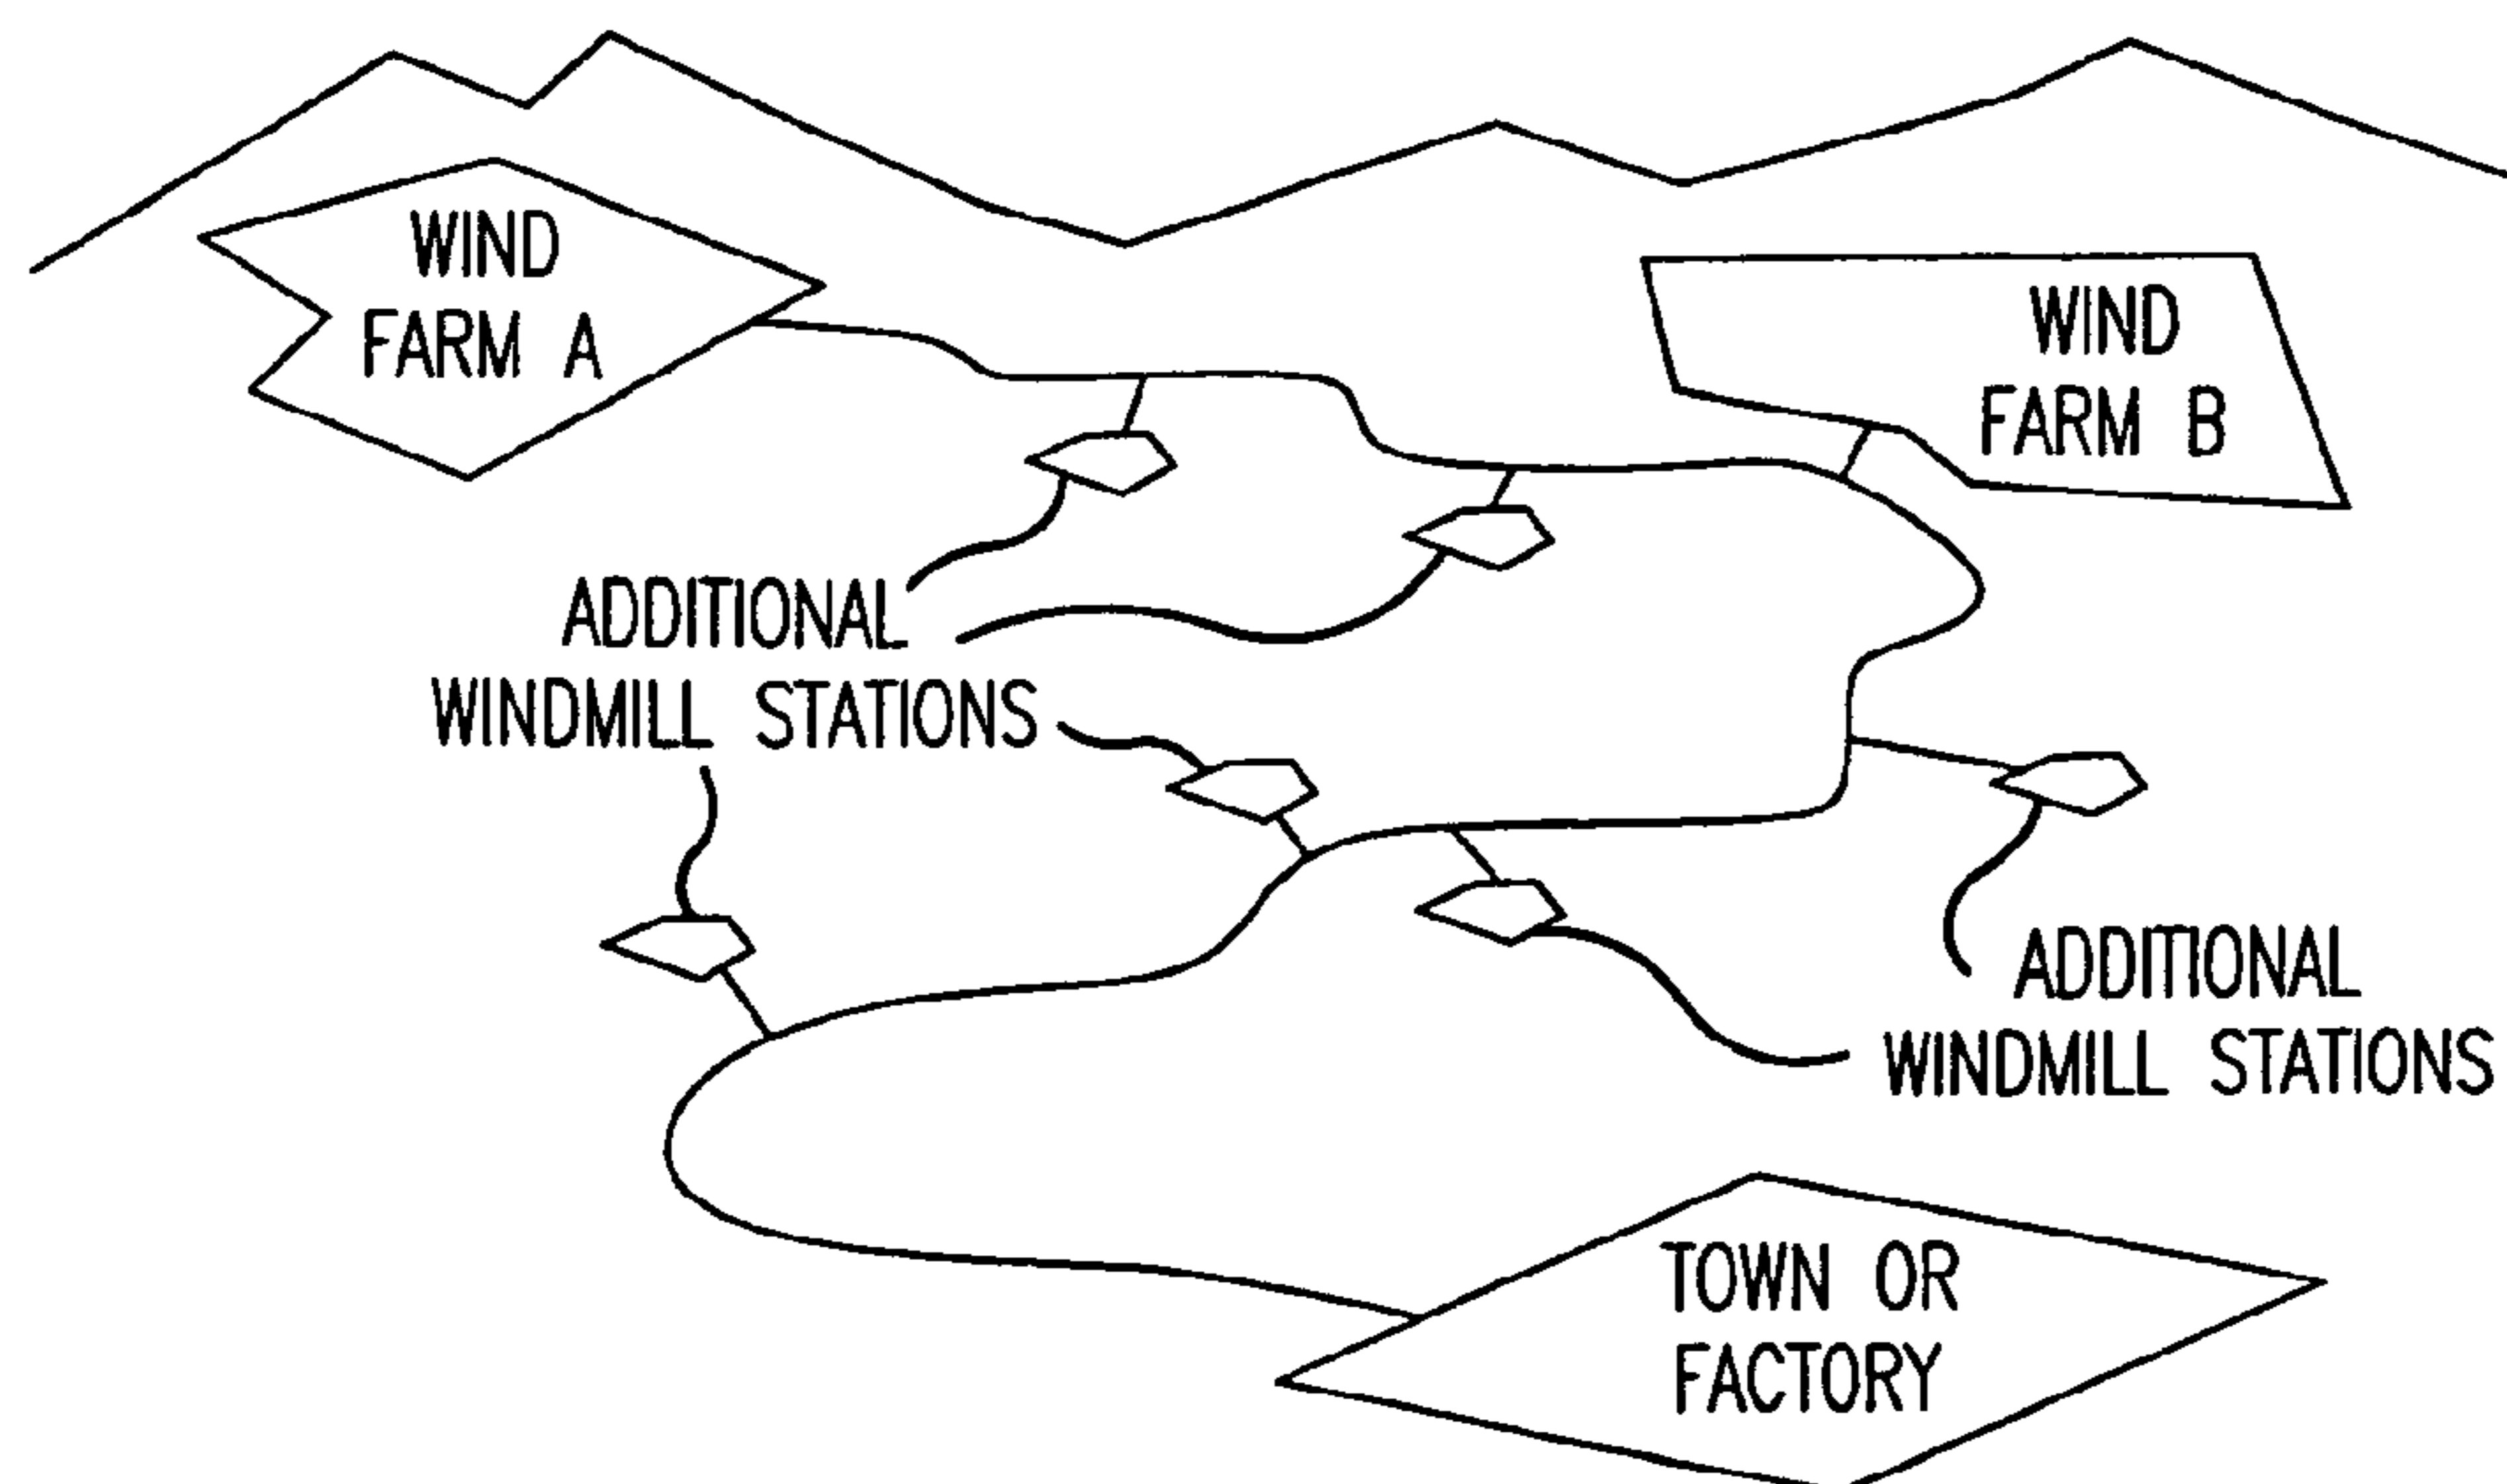 WIND
FARM A
WIND
FARM B
ADDITIONAL
WINDMILL STATIONS
ADDITIONAL
WINDMILL STATIONS
TOWN OR
FACTORY